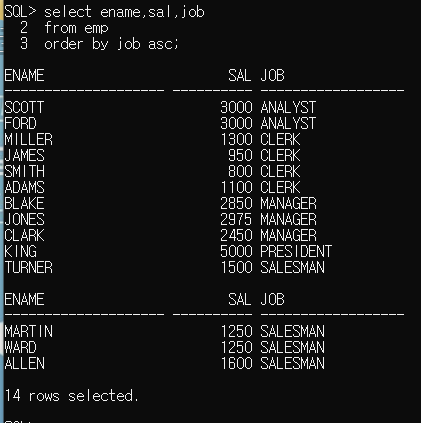 SQL> select ename,sal,job
  2  from emp
  3  order by job asc;
ENAME                       SAL JOB
-------------------- ---------- ------------------
SCOTT                      3000 ANALYST
FORD                       3000 ANALYST
MILLER                     1300 CLERK
JAMES                       950 CLERK
SMITH                       800 CLERK
ADAMS                      1100 CLERK
BLAKE                      2850 MANAGER
JONES                      2975 MANAGER
CLARK                      2450 MANAGER
KING                       5000 PRESIDENT
TURNER                     1500 SALESMAN
ENAME                       SAL JOB
-------------------- ---------- ------------------
MARTIN                     1250 SALESMAN
WARD                       1250 SALESMAN
ALLEN                      1600 SALESMAN
14 rows selected.
SQL>